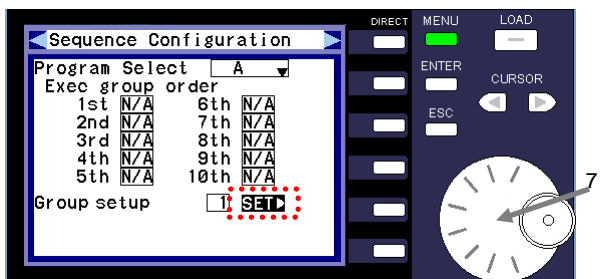 DIRECT MENU LOAD
Sequence Configuration
Program Select A
ENTER
CURSOR
Exec group order
1st N/A 6th N/A
2nd N/A 7th N/A
ESC
3rd N/A 8th N/A
4th N/A 9th N/A
5th N/A 10th N/A
7
Group setup 1 SET